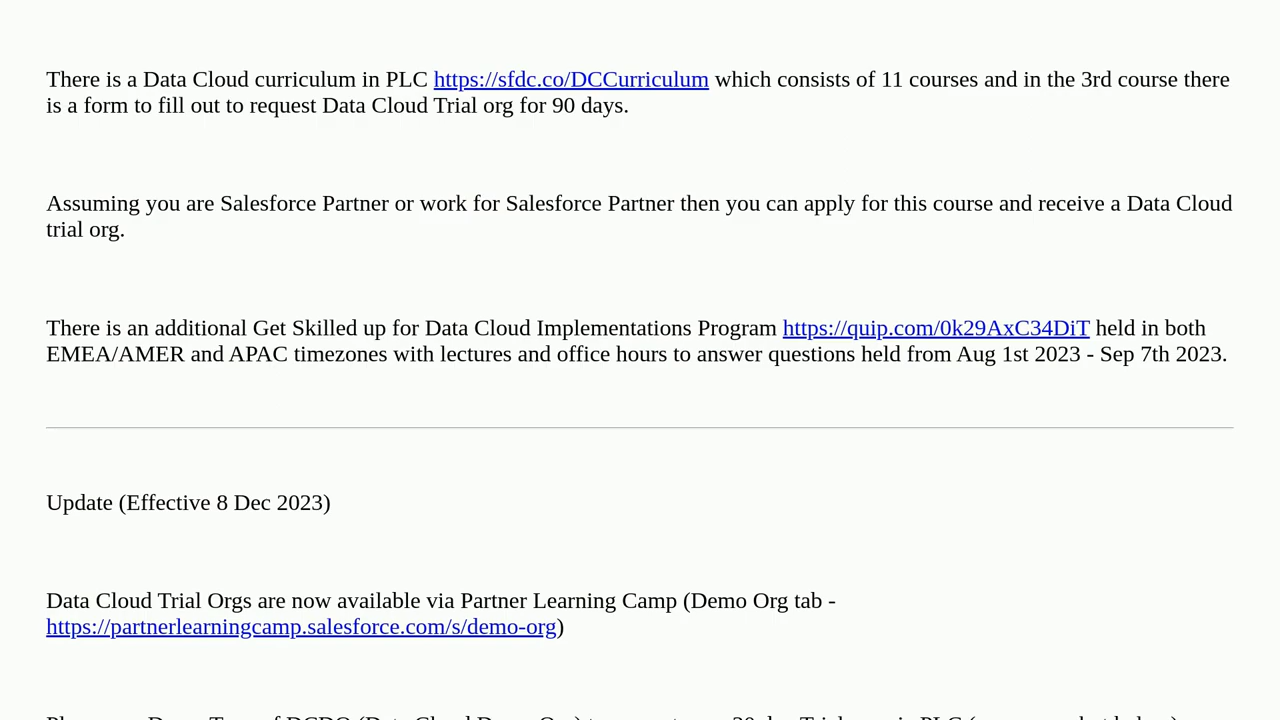 There is a Data Cloud curriculum in PLC https://sfdc.co/DCCurriculum which consists of 11 courses and in the 3rd course there
is a form to fill out to request Data Cloud Trial org for 90 days.
Assuming you are Salesforce Partner or work for Salesforce Partner then you can apply for this course and receive a Data Cloud
trial org.
There is an additional Get Skilled up for Data Cloud Implementations Program https://quip.com/0k29AxC34DiT held in both
EMEA/AMER and APAC timezones with lectures and office hours to answer questions held from Aug 1st 2023 - Sep 7th 2023.
Update (Effective 8 Dec 2023)
Data Cloud Trial Orgs are now available via Partner Learning Camp (Demo Org tab -
https://partnerlearningcamp.salesforce.com/s/demo-org)